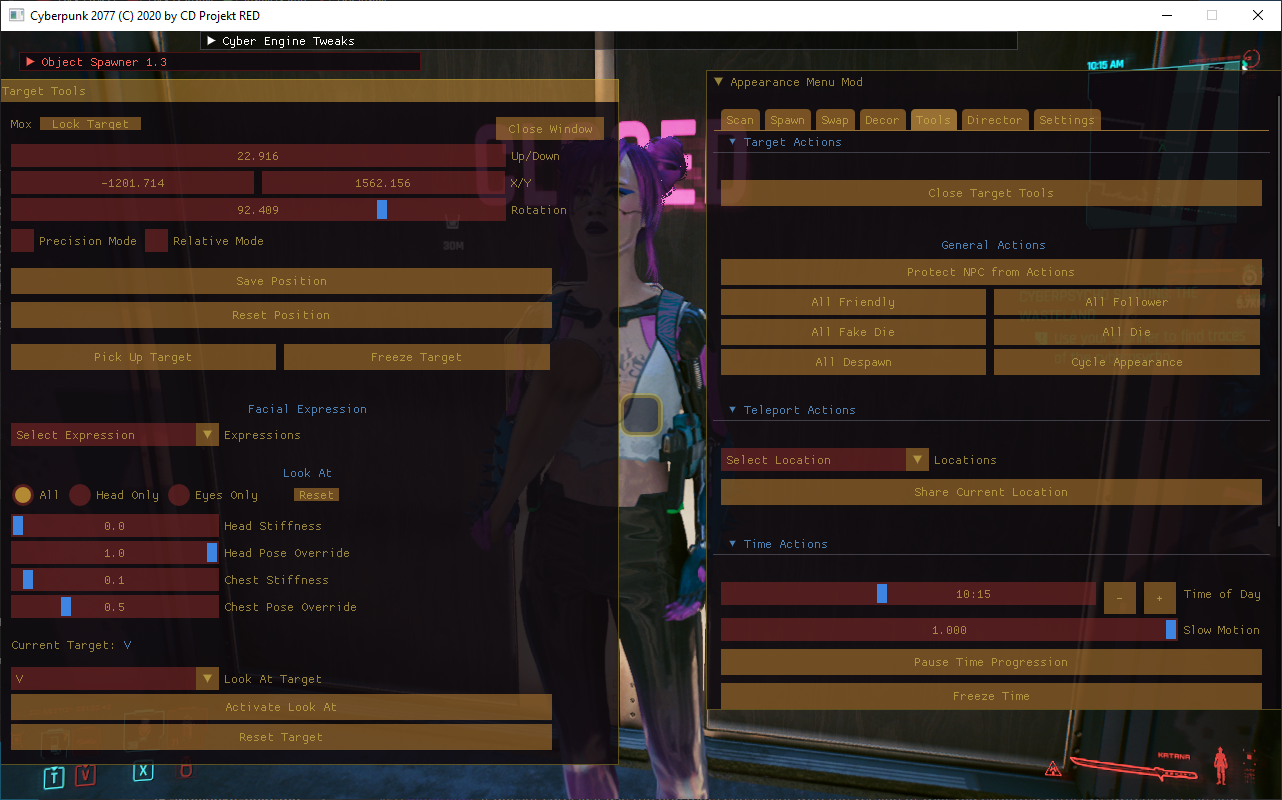 Cyberpunk 2077 (C) 2020 by CD Projekt RED
Cyber Engine Tweaks
Object Spawner 1.3
10:15 AM
Target Tools
Mox Lock Target
Close Window
22.916 Up/Down
-1201.714 1562.156 X/Y
92.409 Rotation
Precision Mode Relative Mode
30M
Save Position
Reset Position
Pick Up Target Freeze Target
Facial Expression
Select Expression Expressions
Look At
All Head Only Eyes Only Reset
0.0 Head Stiffness
1.0 Head Pose Override
0.1 Chest Stiffness
0.5 Chest Pose Override
Current Target: V
V Look At Target
Activate Look At
Reset Target
T V X
Appearance Menu Mod
Scan Spawn Swap Decor Tools Director Settings
Target Actions
Close Target Tools
General Actions
Protect NPC from Actions
All Friendly All Follower
All Fake Die All Die
All Despawn Cycle Appearance
WASTELAND
Teleport Actions
Select Location Locations
Share Current Location
Time Actions
10:15 - + Time of Day
1.000 Slow Motion
Pause Time Progression
Freeze Time
KATANA